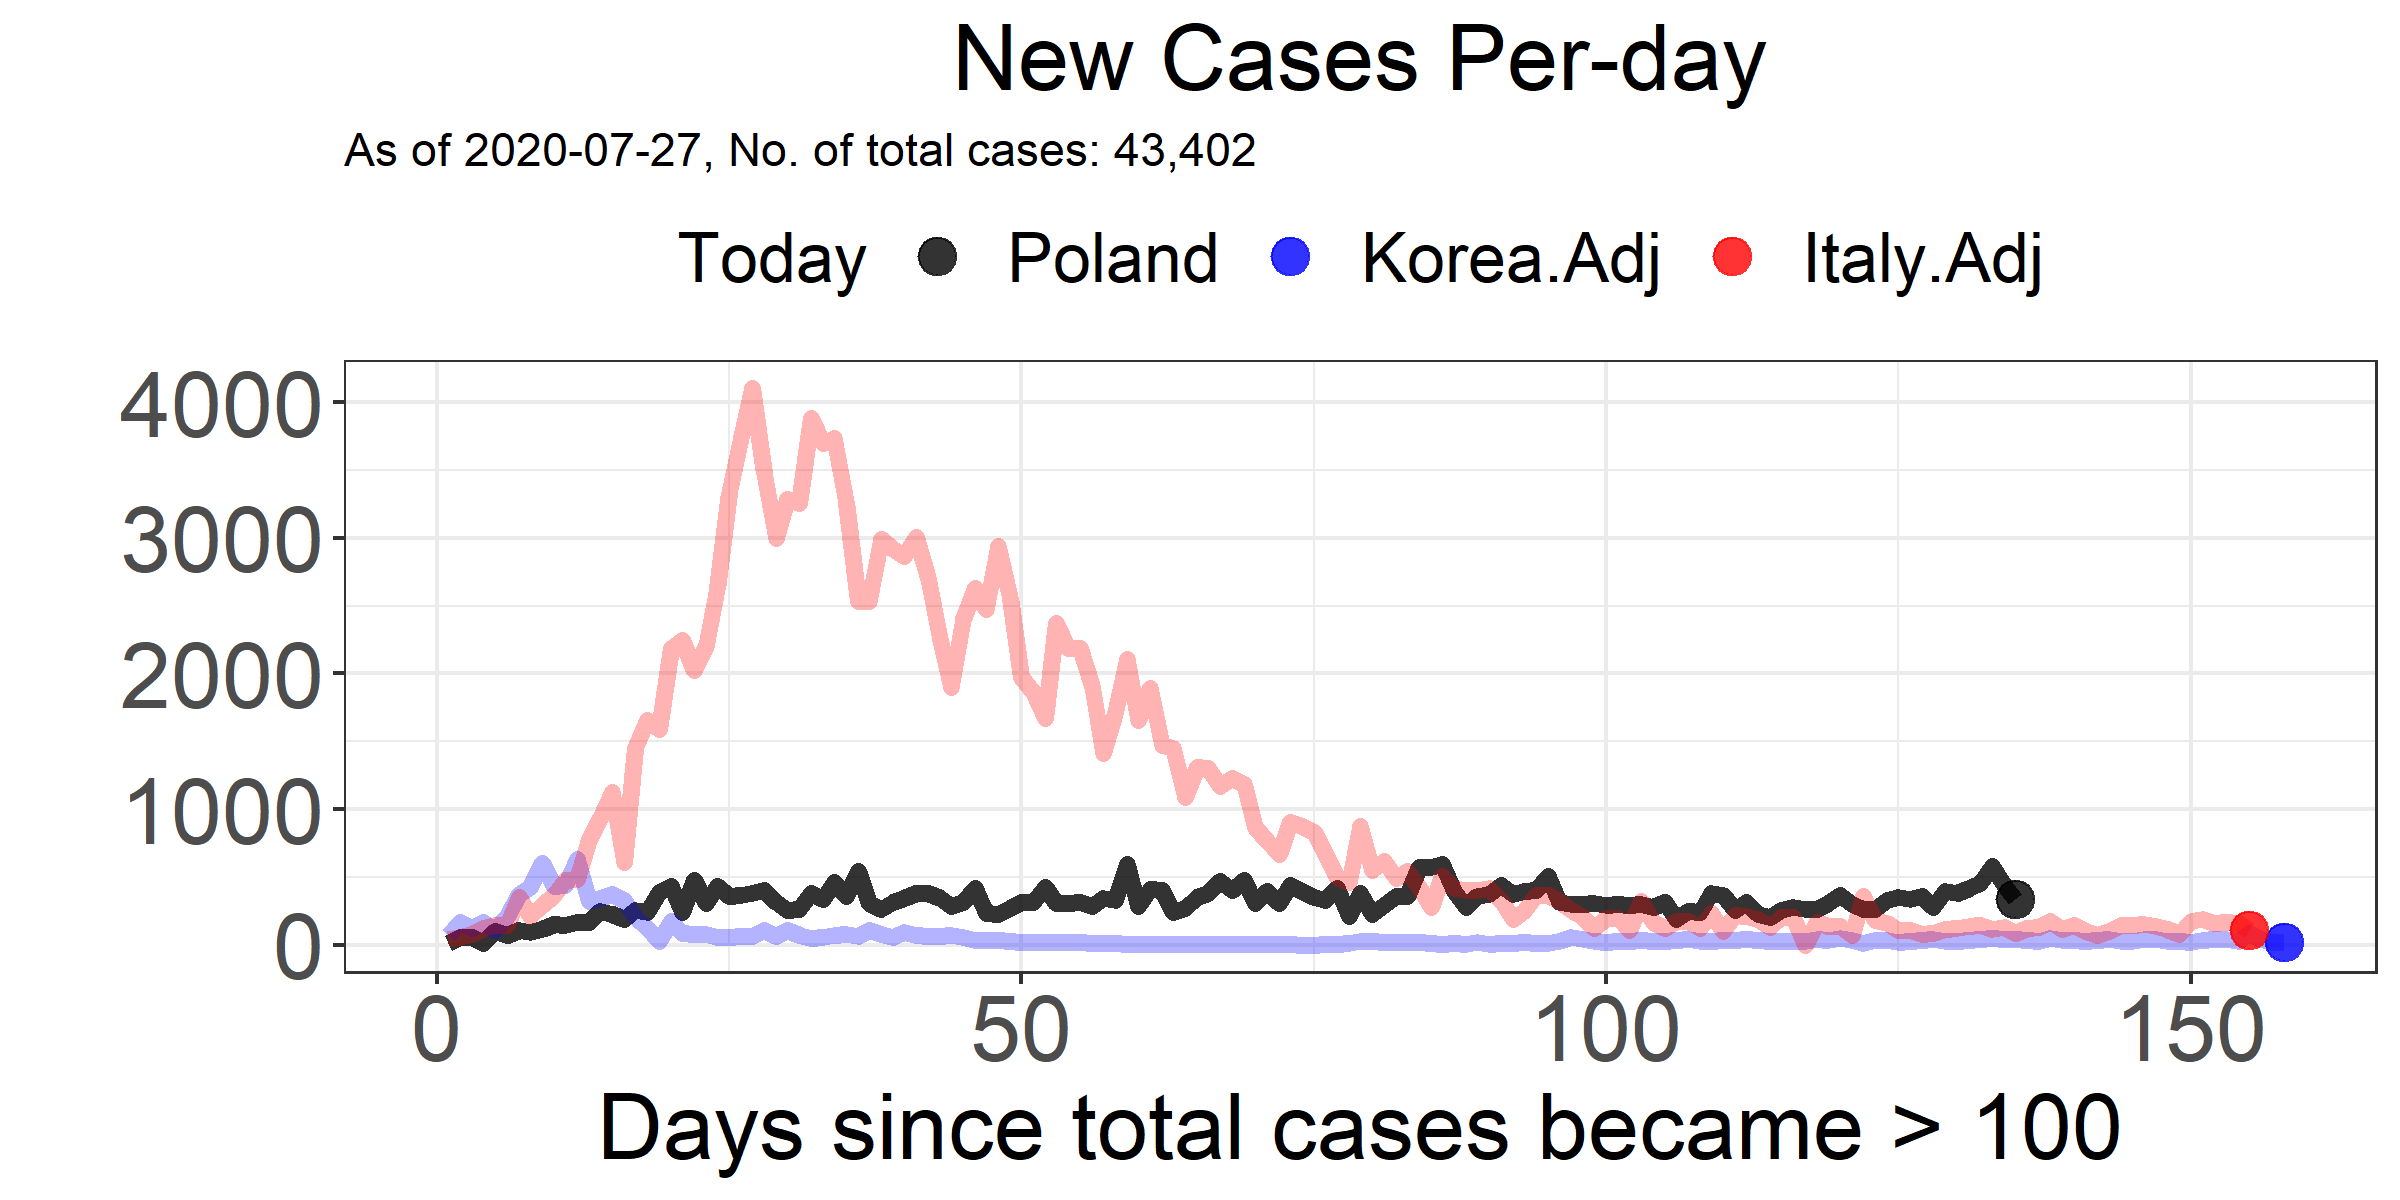 New Cases Per-day
As of 2020-07-27, No. of total cases: 43,402
Today Poland Korea.Adj Italy.Adj
4000
3000
2000
1000
0
0 50 100 150
Days since total cases became > 100